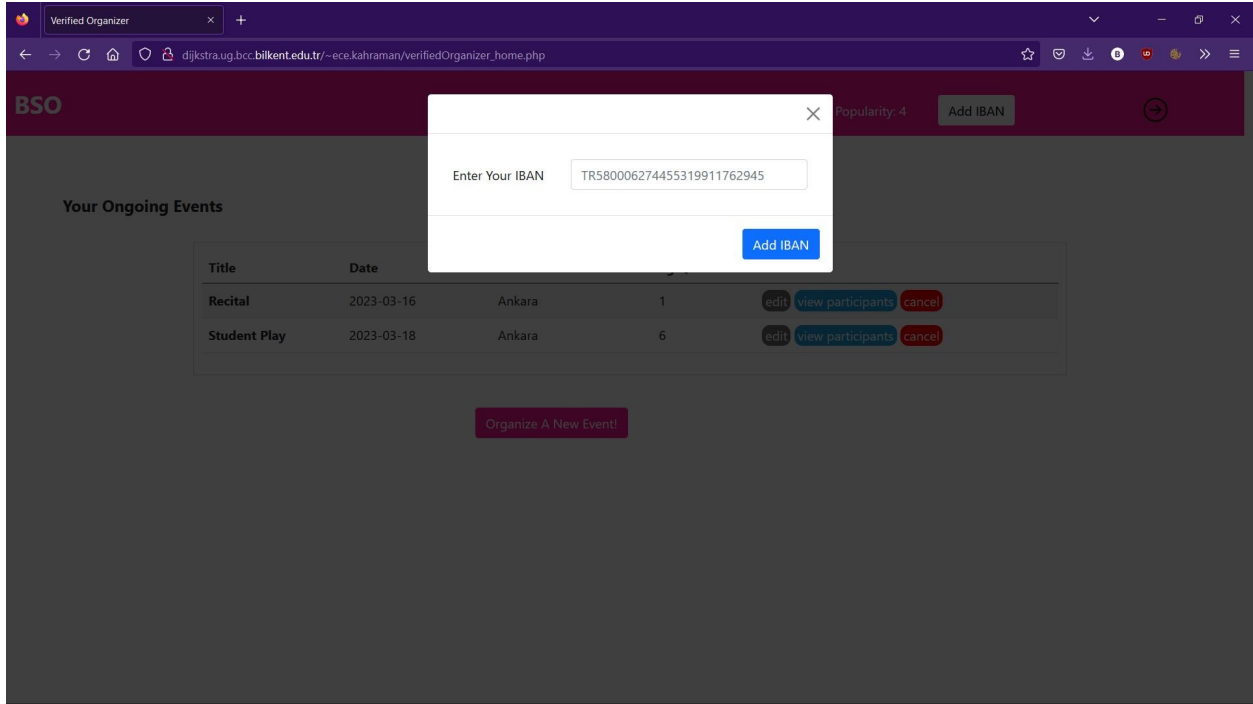 Verified Organizer
dijkstra.ug.bcc.bilkent.edu.tr/~ece.kahraman/verifiedOrganizer_home.php
BSO
Popularity: 4
Add IBAN
Enter Your IBAN
TR580006274455319911762945
Add IBAN
Your Ongoing Events
Title Date
Recital 2023-03-16 Ankara 1 edit view participants cancel
Student Play 2023-03-18 Ankara 6 edit view participants cancel
Organize A New Event!